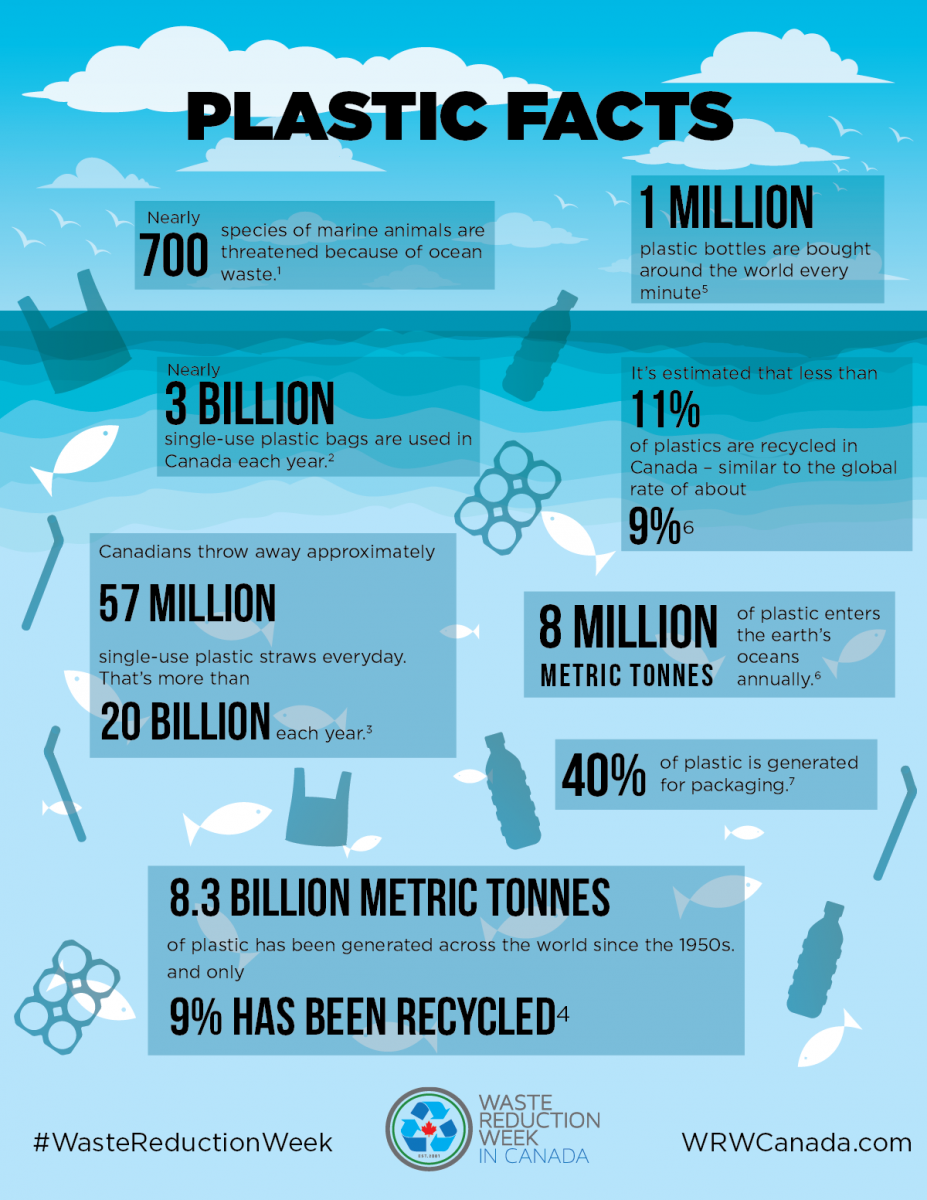 PLASTIC FACTS
Nearly
700
species of marine animals are
threatened because of ocean
waste.¹
1 MILLION
plastic bottles are bought
around the world every
minute⁵
Nearly
3 BILLION
single-use plastic bags are used in
Canada each year.²
It's estimated that less than
11%
of plastics are recycled in
Canada – similar to the global
rate of about
9%⁶
Canadians throw away approximately
57 MILLION
single-use plastic straws everyday.
That's more than
20 BILLION each year.³
8 MILLION
METRIC TONNES
of plastic enters
the earth's
oceans
annually.⁶
40%
of plastic is generated
for packaging.⁷
8.3 BILLION METRIC TONNES
of plastic has been generated across the world since the 1950s.
and only
9% HAS BEEN RECYCLED⁴
#WasteReductionWeek
EST. 2001
WASTE
REDUCTION
WEEK
IN CANADA
WRWCanada.com